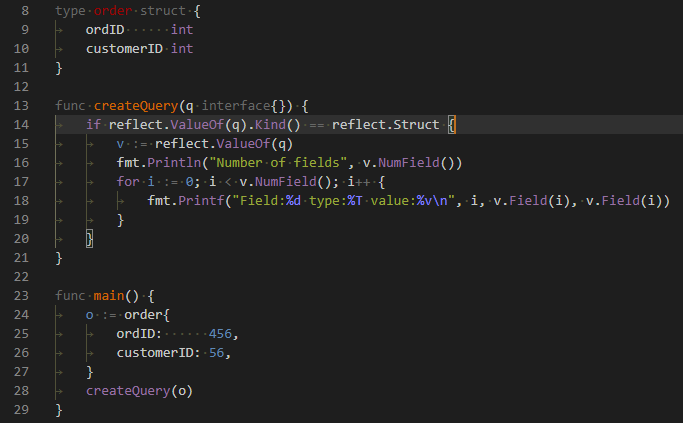 8 type order struct {
9 ordID int
10 customerID int
11 }
12
13 func createQuery(q interface{}) {
14 if reflect.ValueOf(q).Kind() == reflect.Struct {
15 v := reflect.ValueOf(q)
16 fmt.Println("Number of fields", v.NumField())
17 for i := 0; i < v.NumField(); i++ {
18 fmt.Printf("Field:%d type:%T value:%v\n", i, v.Field(i), v.Field(i))
19 }
20 }
21 }
22
23 func main() {
24 o := order{
25 ordID: 456,
26 customerID: 56,
27 }
28 createQuery(o)
29 }